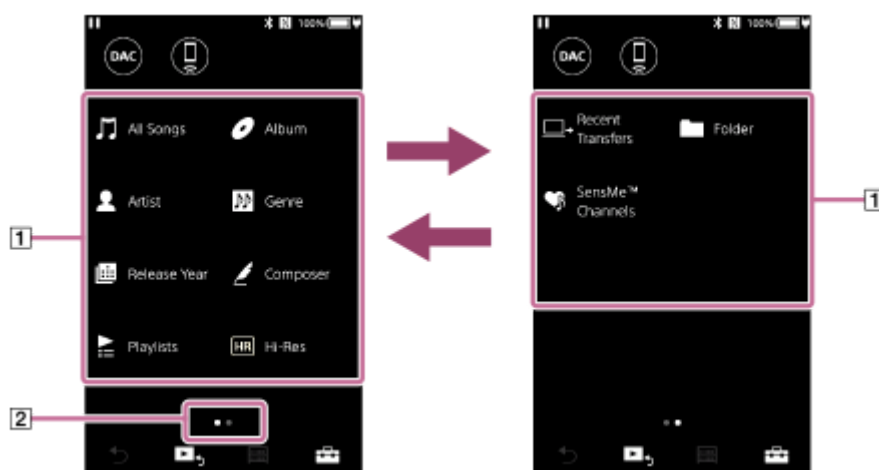 100%
DAC
All Songs
Album
Artist
Genre
Release Year
Composer
Playlists
HR Hi-Res
1
2
100%
DAC
Recent
Transfers
Folder
SensMe™
Channels
1